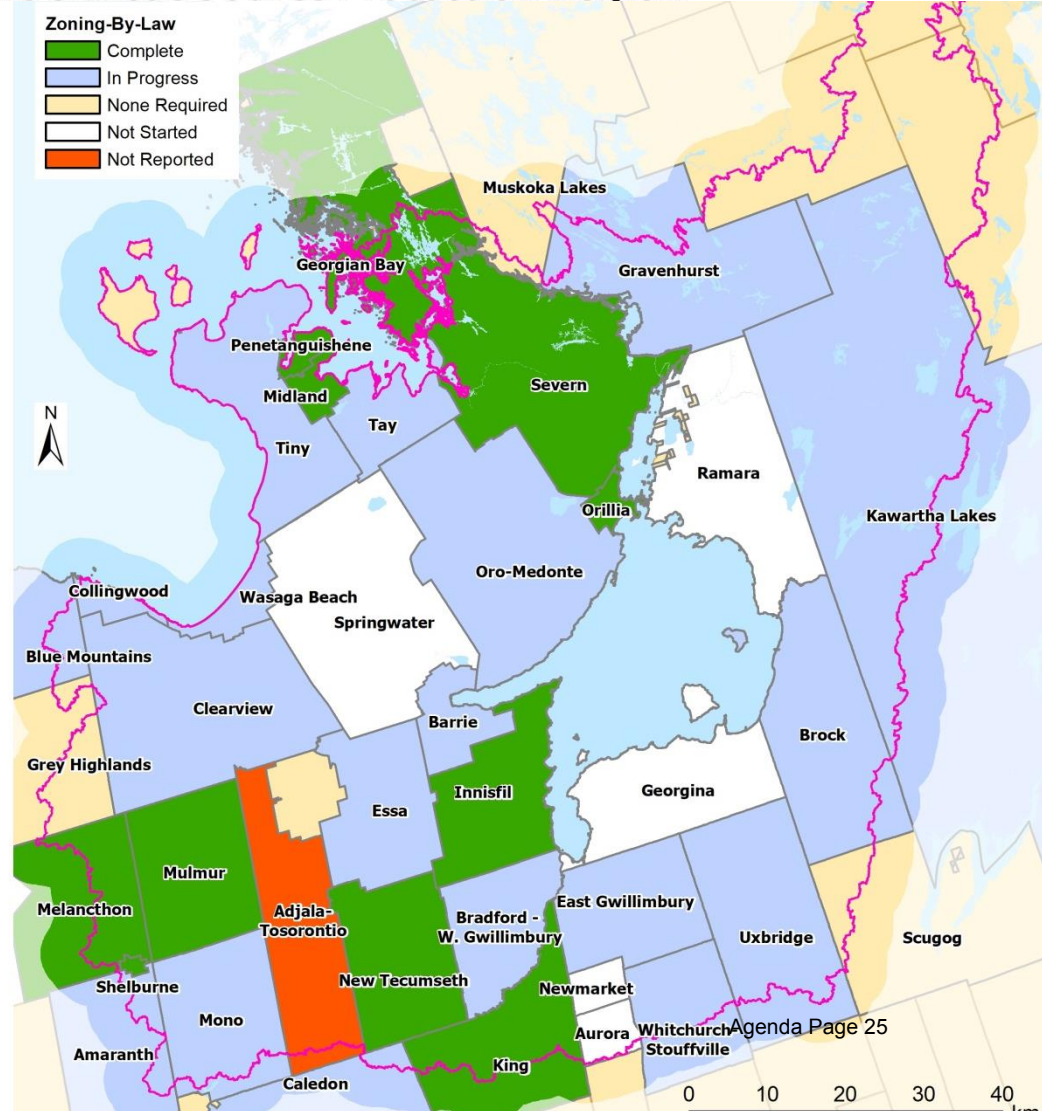 Zoning-By-Law
Complete
In Progress
None Required
Not Started
Not Reported
Muskoka Lakes
Georgian Bay
Gravenhurst
Penetanguishene
Severn
Midland
Tay
N
Tiny
Ramara
Orillia
Kawartha Lakes
Oro-Medonte
Collingwood
Wasaga Beach
Springwater
Blue Mountains
Clearview
Barrie
Brock
Grey Highlands
Innisfil
Georgina
Essa
Mulmur
Melancthon
Adjala-
Tosorontio
Bradford -
W. Gwillimbury
East Gwillimbury
Uxbridge
Scugog
New Tecumseth
Shelburne
Newmarket
Mono
Aurora
Whitchurch-
Stouffville
Agenda Page 25
Amaranth
King
Caledon
0 10 20 30 40
km